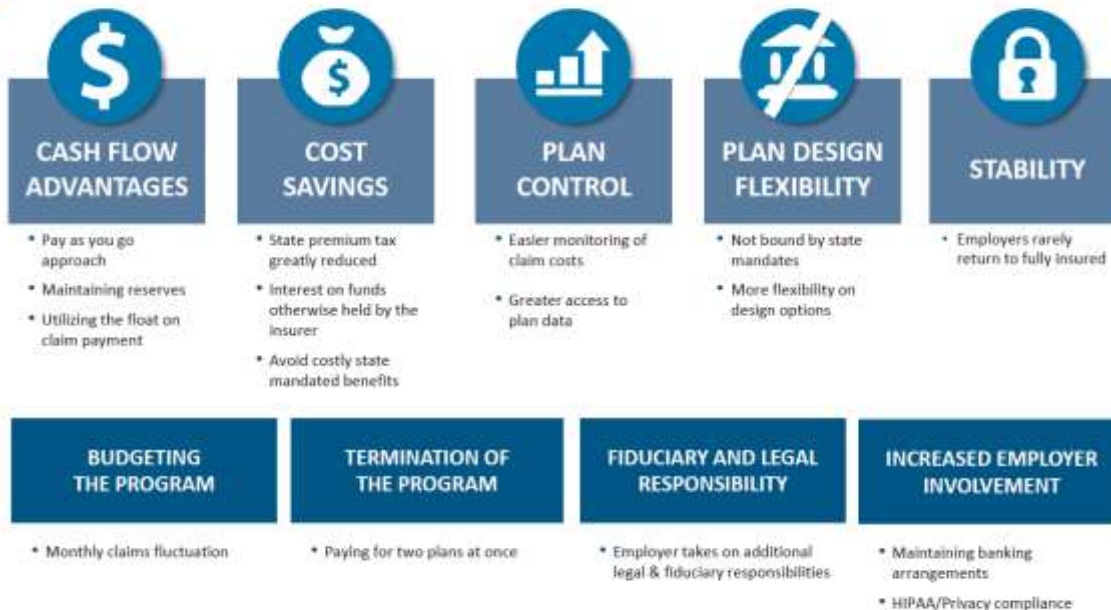 CASH FLOW
ADVANTAGES
• Pay as you go
approach
• Maintaining reserves
• Utilizing the float on
claim payment
COST
SAVINGS
• State premium tax
greatly reduced
• Interest on funds
otherwise held by the
insurer
• Avoid costly state
mandated benefits
PLAN
CONTROL
• Easier monitoring of
claim costs
• Greater access to
plan data
PLAN DESIGN
FLEXIBILITY
• Not bound by state
mandates
• More flexibility on
design options
STABILITY
• Employers rarely
return to fully insured
BUDGETING
THE PROGRAM
• Monthly claims fluctuation
TERMINATION OF
THE PROGRAM
• Paying for two plans at once
FIDUCIARY AND LEGAL
RESPONSIBILITY
• Employer takes on additional
legal & fiduciary responsibilities
INCREASED EMPLOYER
INVOLVEMENT
• Maintaining banking
arrangements
• HIPAA/Privacy compliance